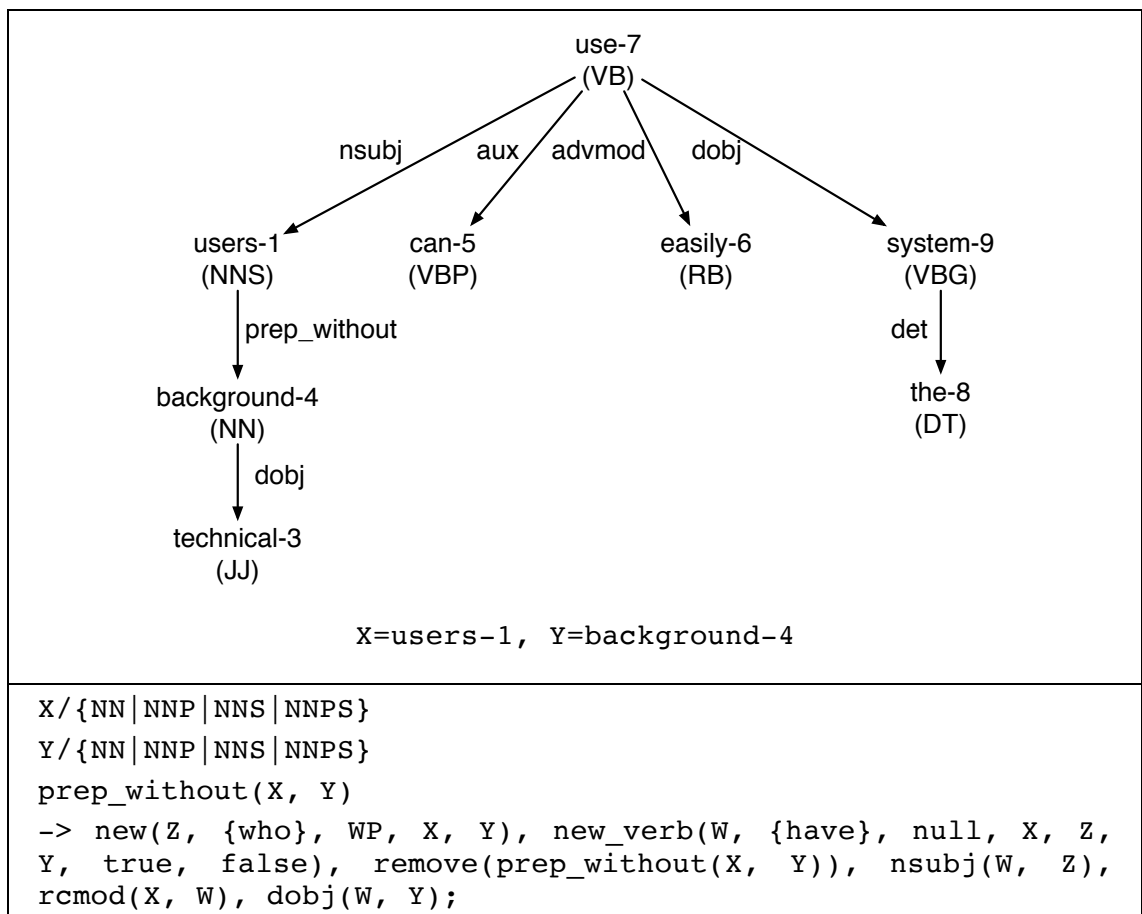 use-7
(VB)
nsubj aux advmod dobj
users-1 can-5 easily-6 system-9
(NNS) (VBP) (RB) (VBG)
prep_without det
background-4 the-8
(NN) (DT)
dobj
technical-3
(JJ)
X=users-1, Y=background-4
X/{NN|NNP|NNS|NNPS}
Y/{NN|NNP|NNS|NNPS}
prep_without(X, Y)
-> new(Z, {who}, WP, X, Y), new_verb(W, {have}, null, X, Z,
Y, true, false), remove(prep_without(X, Y)), nsubj(W, Z),
rcmod(X, W), dobj(W, Y);